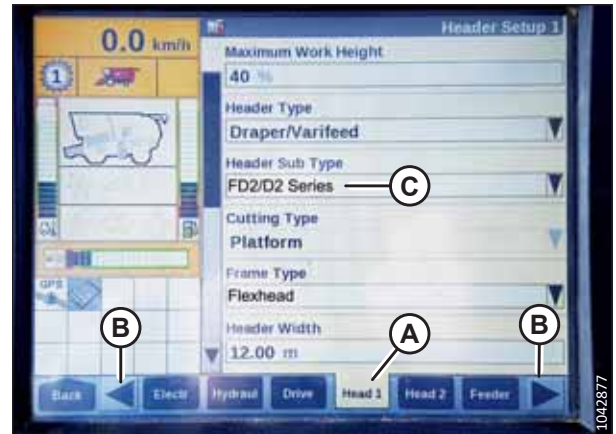 0.0 km/h
Header Setup 1
1
Maximum Work Height
40 %
Header Type
Draper/Varifeed
Header Sub Type
FD2/D2 Series
C
Cutting Type
Platform
Frame Type
Flexhead
GPS
Header Width
12.00 m
B
A
B
Back
Electr
Hydraul
Drive
Head 1
Head 2
Feeder
1042877